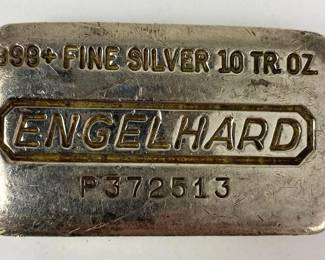 999+ FINE SILVER 10 TR. OZ.
ENGELHARD
P372513